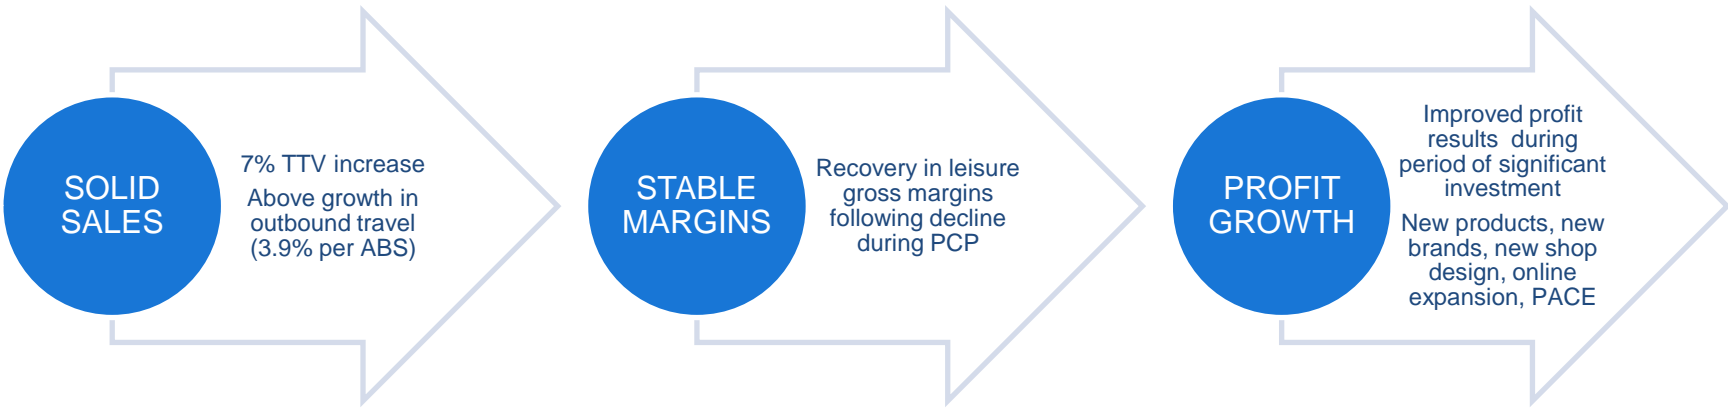 SOLID
SALES
7% TTV increase
Above growth in
outbound travel
(3.9% per ABS)
STABLE
MARGINS
Recovery in leisure
gross margins
following decline
during PCP
PROFIT
GROWTH
Improved profit
results during
period of significant
investment
New products, new
brands, new shop
design, online
expansion, PACE